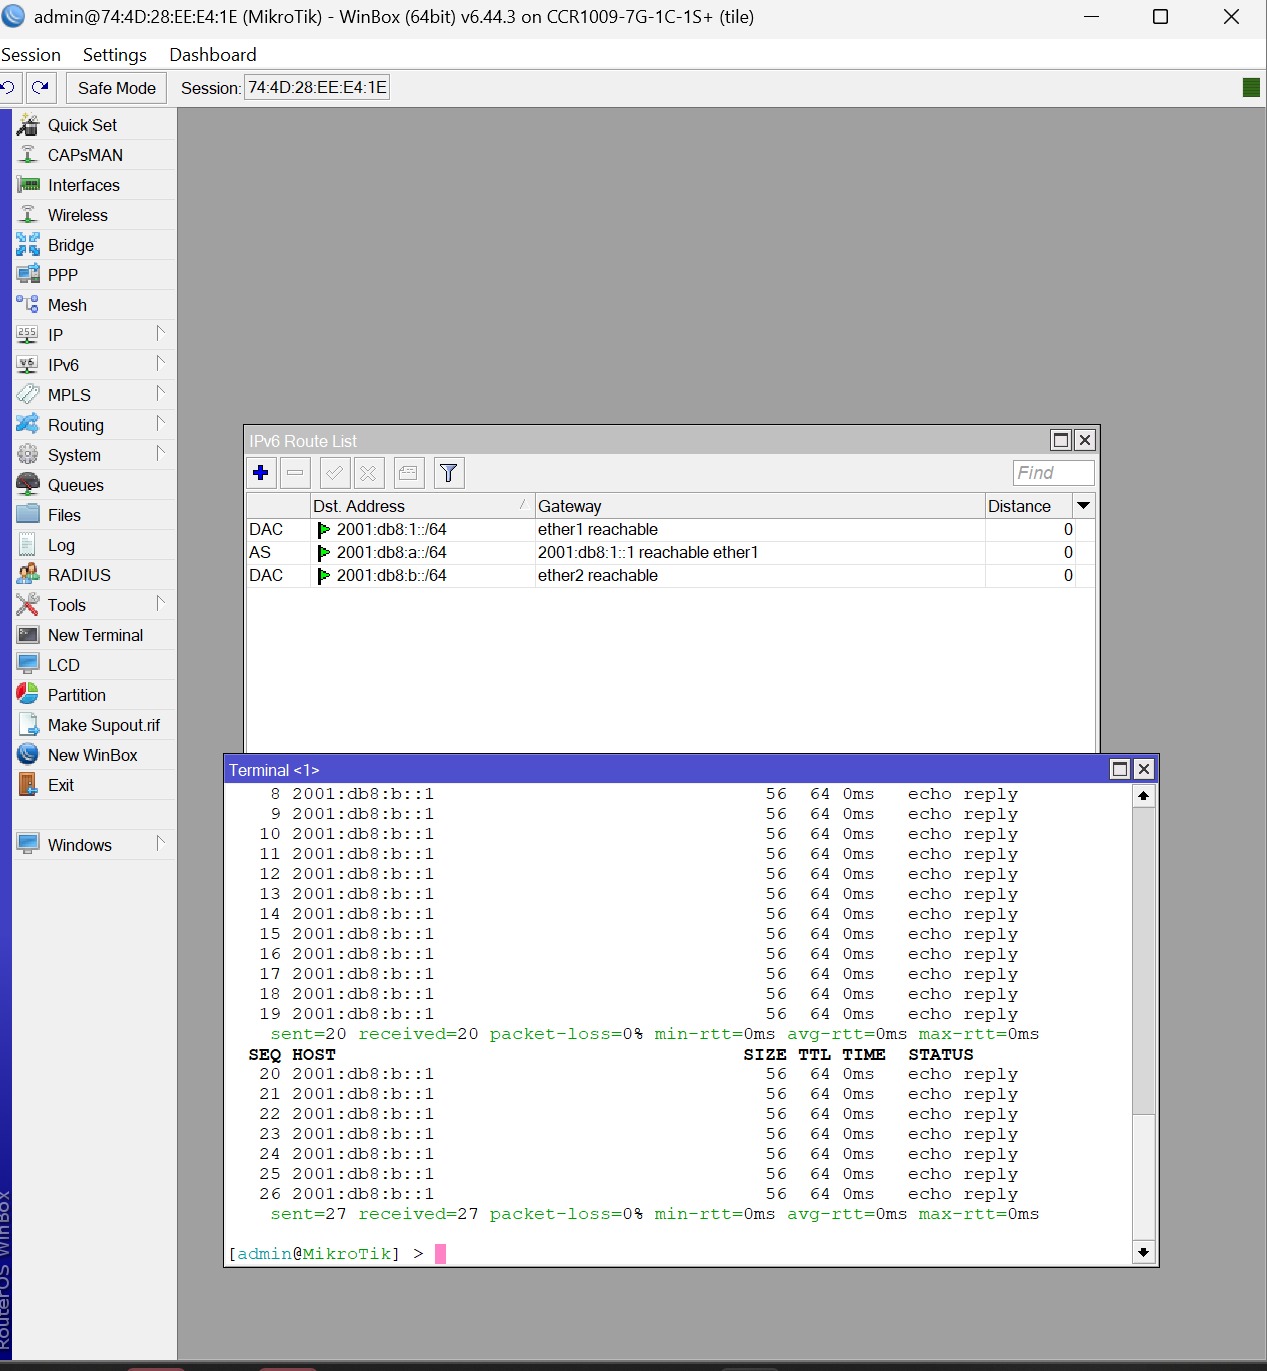 admin@74:4D:28:EE:E4:1E (MikroTik) - WinBox (64bit) v6.44.3 on CCR1009-7G-1C-1S+ (tile)
Session Settings Dashboard
Safe Mode Session: 74:4D:28:EE:E4:1E
Quick Set
CAPsMAN
Interfaces
Wireless
Bridge
PPP
Mesh
IP
IPv6
MPLS
Routing
System
Queues
Files
Log
RADIUS
Tools
New Terminal
LCD
Partition
Make Supout.rif
New WinBox
Exit
Windows
RouterOS WinBox
IPv6 Route List
Find
Dst. Address Gateway Distance
DAC 2001:db8:1::/64 ether1 reachable 0
AS 2001:db8:a::/64 2001:db8:1::1 reachable ether1 0
DAC 2001:db8:b::/64 ether2 reachable 0
Terminal <1>
8 2001:db8:b::1 56 64 0ms echo reply
9 2001:db8:b::1 56 64 0ms echo reply
10 2001:db8:b::1 56 64 0ms echo reply
11 2001:db8:b::1 56 64 0ms echo reply
12 2001:db8:b::1 56 64 0ms echo reply
13 2001:db8:b::1 56 64 0ms echo reply
14 2001:db8:b::1 56 64 0ms echo reply
15 2001:db8:b::1 56 64 0ms echo reply
16 2001:db8:b::1 56 64 0ms echo reply
17 2001:db8:b::1 56 64 0ms echo reply
18 2001:db8:b::1 56 64 0ms echo reply
19 2001:db8:b::1 56 64 0ms echo reply
sent=20 received=20 packet-loss=0% min-rtt=0ms avg-rtt=0ms max-rtt=0ms
SEQ HOST SIZE TTL TIME STATUS
20 2001:db8:b::1 56 64 0ms echo reply
21 2001:db8:b::1 56 64 0ms echo reply
22 2001:db8:b::1 56 64 0ms echo reply
23 2001:db8:b::1 56 64 0ms echo reply
24 2001:db8:b::1 56 64 0ms echo reply
25 2001:db8:b::1 56 64 0ms echo reply
26 2001:db8:b::1 56 64 0ms echo reply
sent=27 received=27 packet-loss=0% min-rtt=0ms avg-rtt=0ms max-rtt=0ms
[admin@MikroTik] >